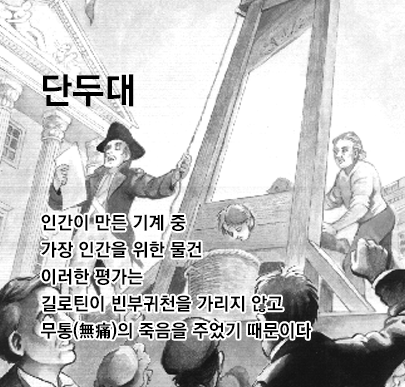 단두대
인간이 만든 기계 중
가장 인간을 위한 물건
이러한 평가는
길로틴이 빈부귀천을 가리지 않고
무통(無痛)의 죽음을 주었기 때문이다